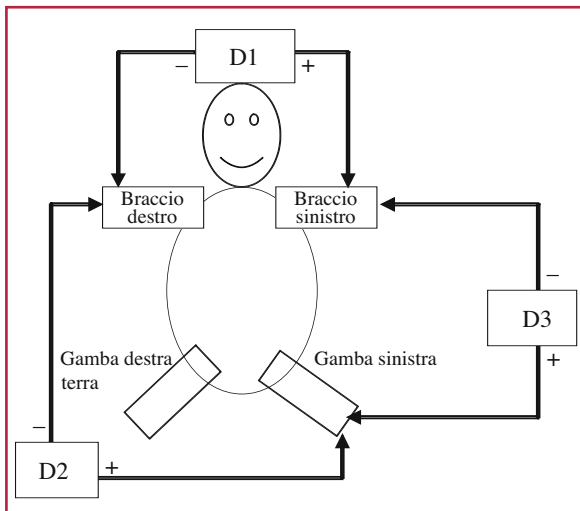 D1
–
+
Braccio
destro
Braccio
sinistro
–
D3
+
Gamba destra
terra
Gamba sinistra
–
D2
+